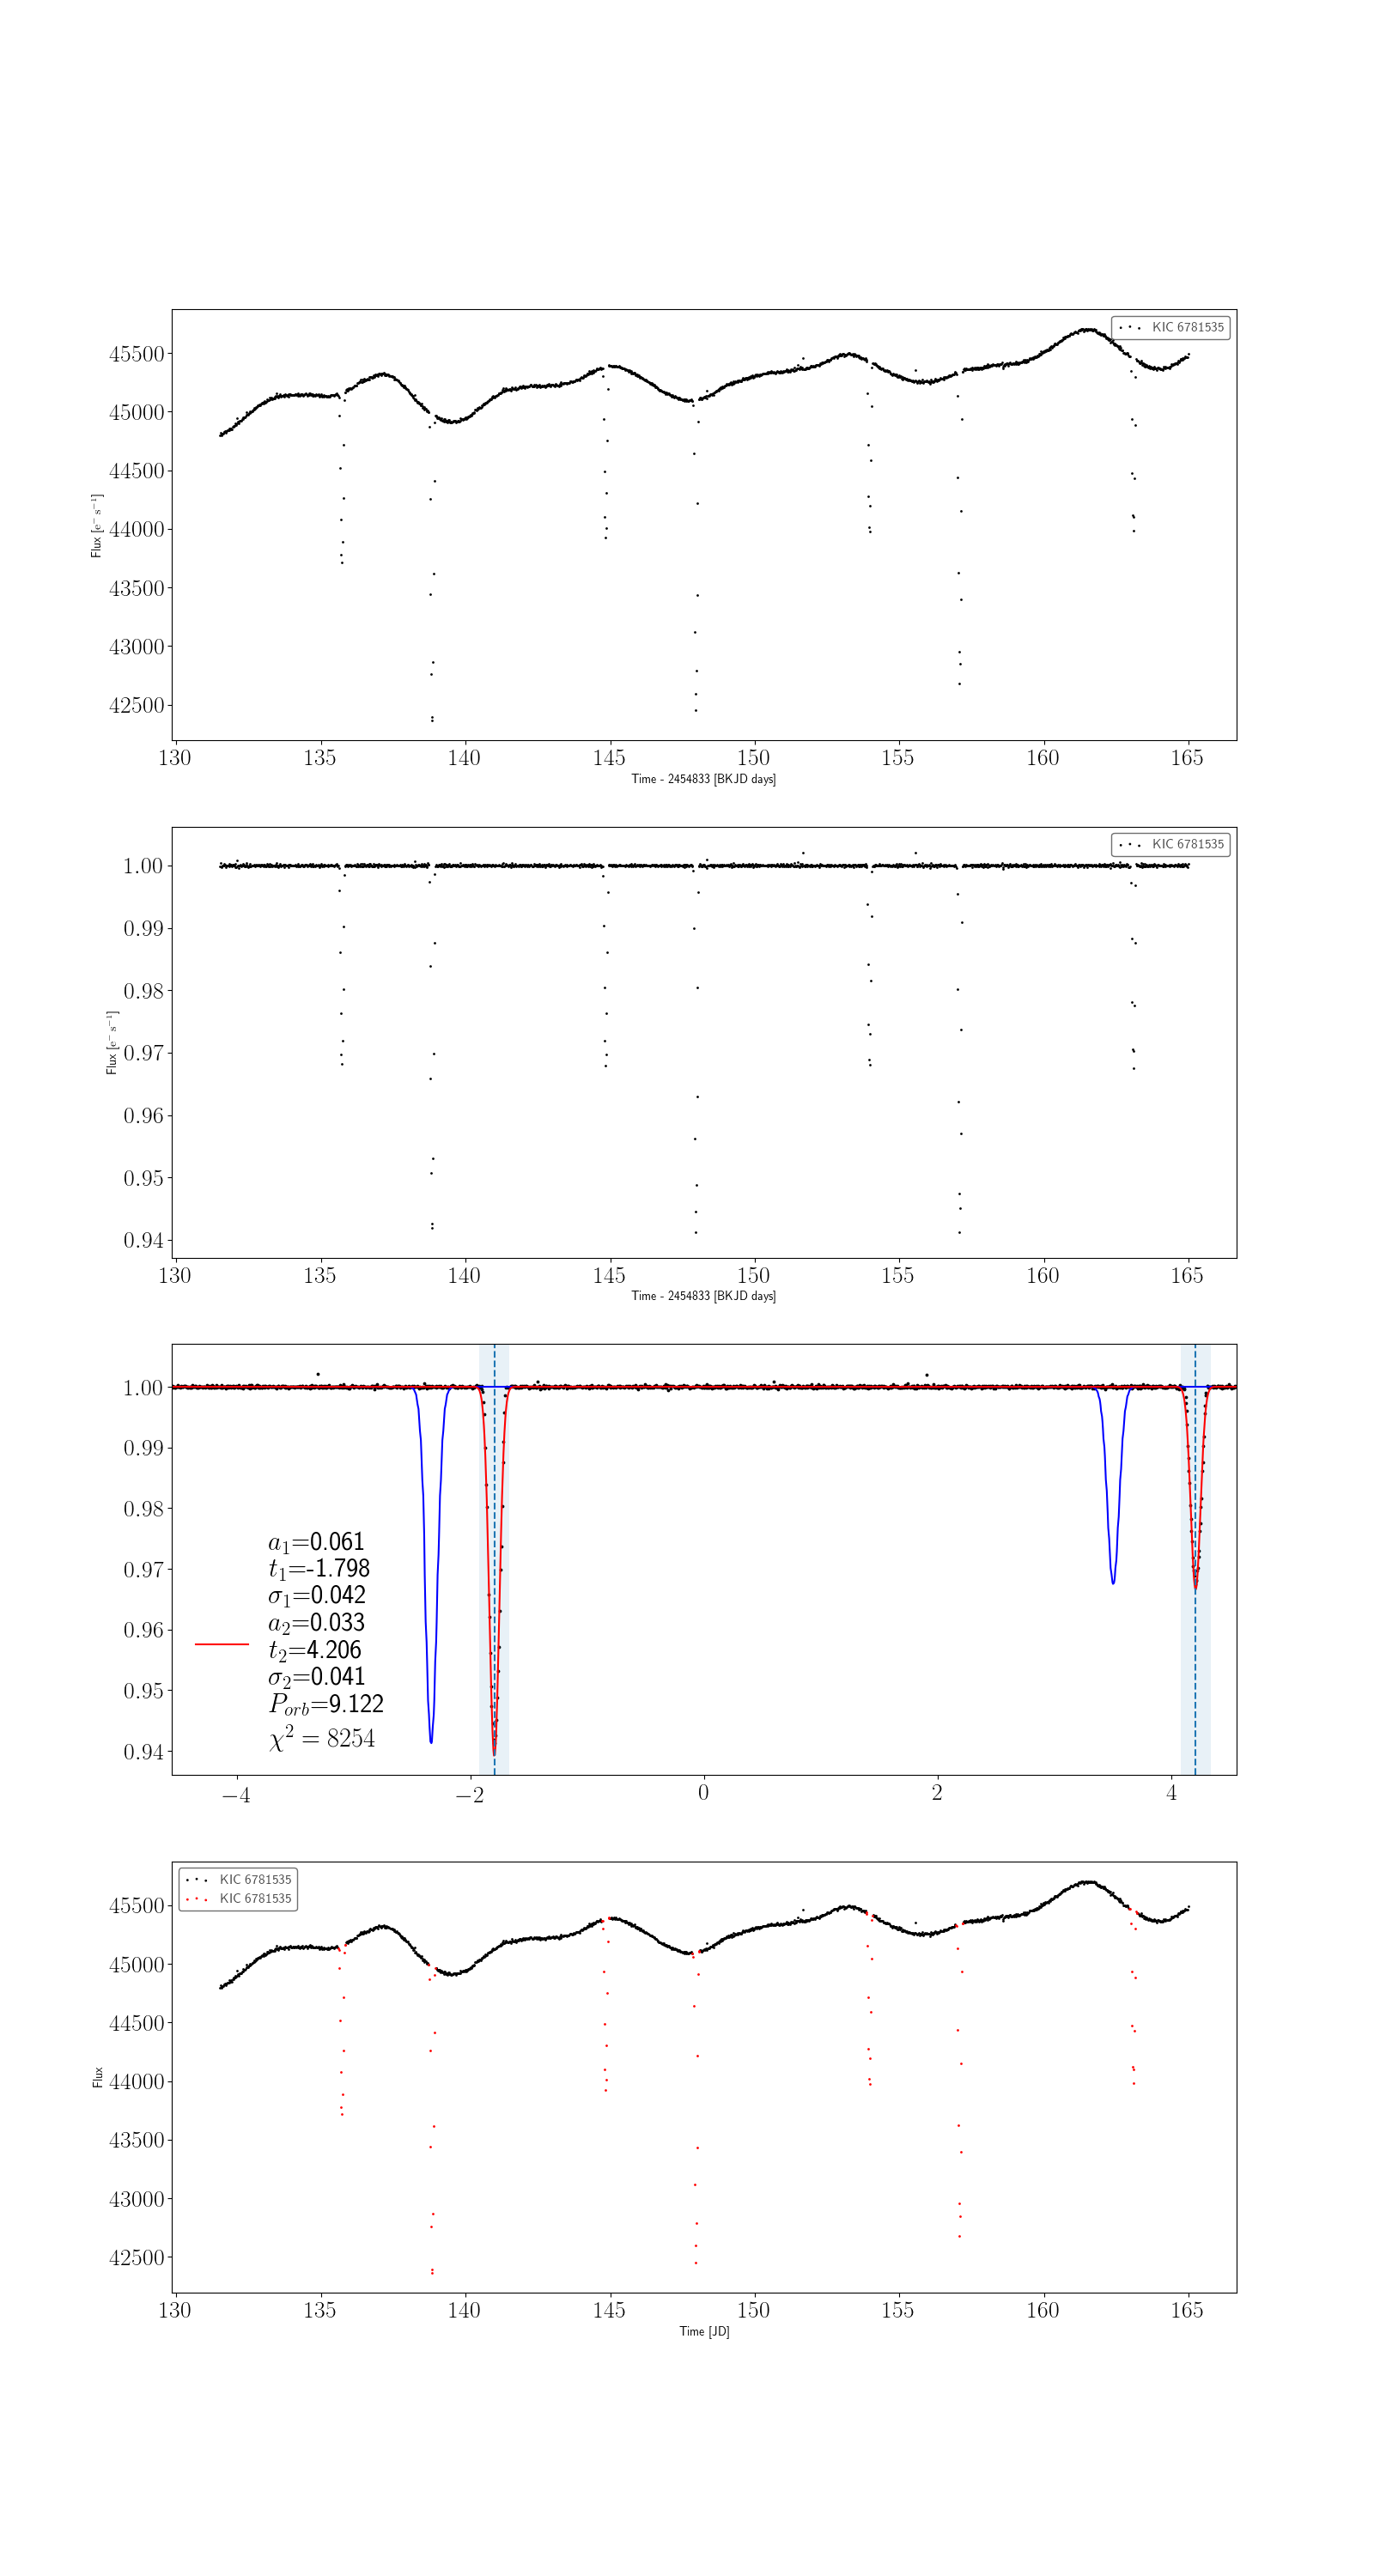 KIC 6781535
45500
45000
44500
44000
43500
43000
42500
Flux [e⁻ s⁻¹]
130 135 140 145 150 155 160 165
Time - 2454833 [BKJD days]
KIC 6781535
1.00
0.99
0.98
0.97
0.96
0.95
0.94
Flux [e⁻ s⁻¹]
130 135 140 145 150 155 160 165
Time - 2454833 [BKJD days]
1.00
0.99
0.98
0.97
0.96
0.95
0.94
a₁=0.061
t₁=-1.798
σ₁=0.042
a₂=0.033
t₂=4.206
σ₂=0.041
Pₒᵣb=9.122
χ² = 8254
−4 −2 0 2 4
KIC 6781535
KIC 6781535
45500
45000
44500
44000
43500
43000
42500
Flux
130 135 140 145 150 155 160 165
Time [JD]